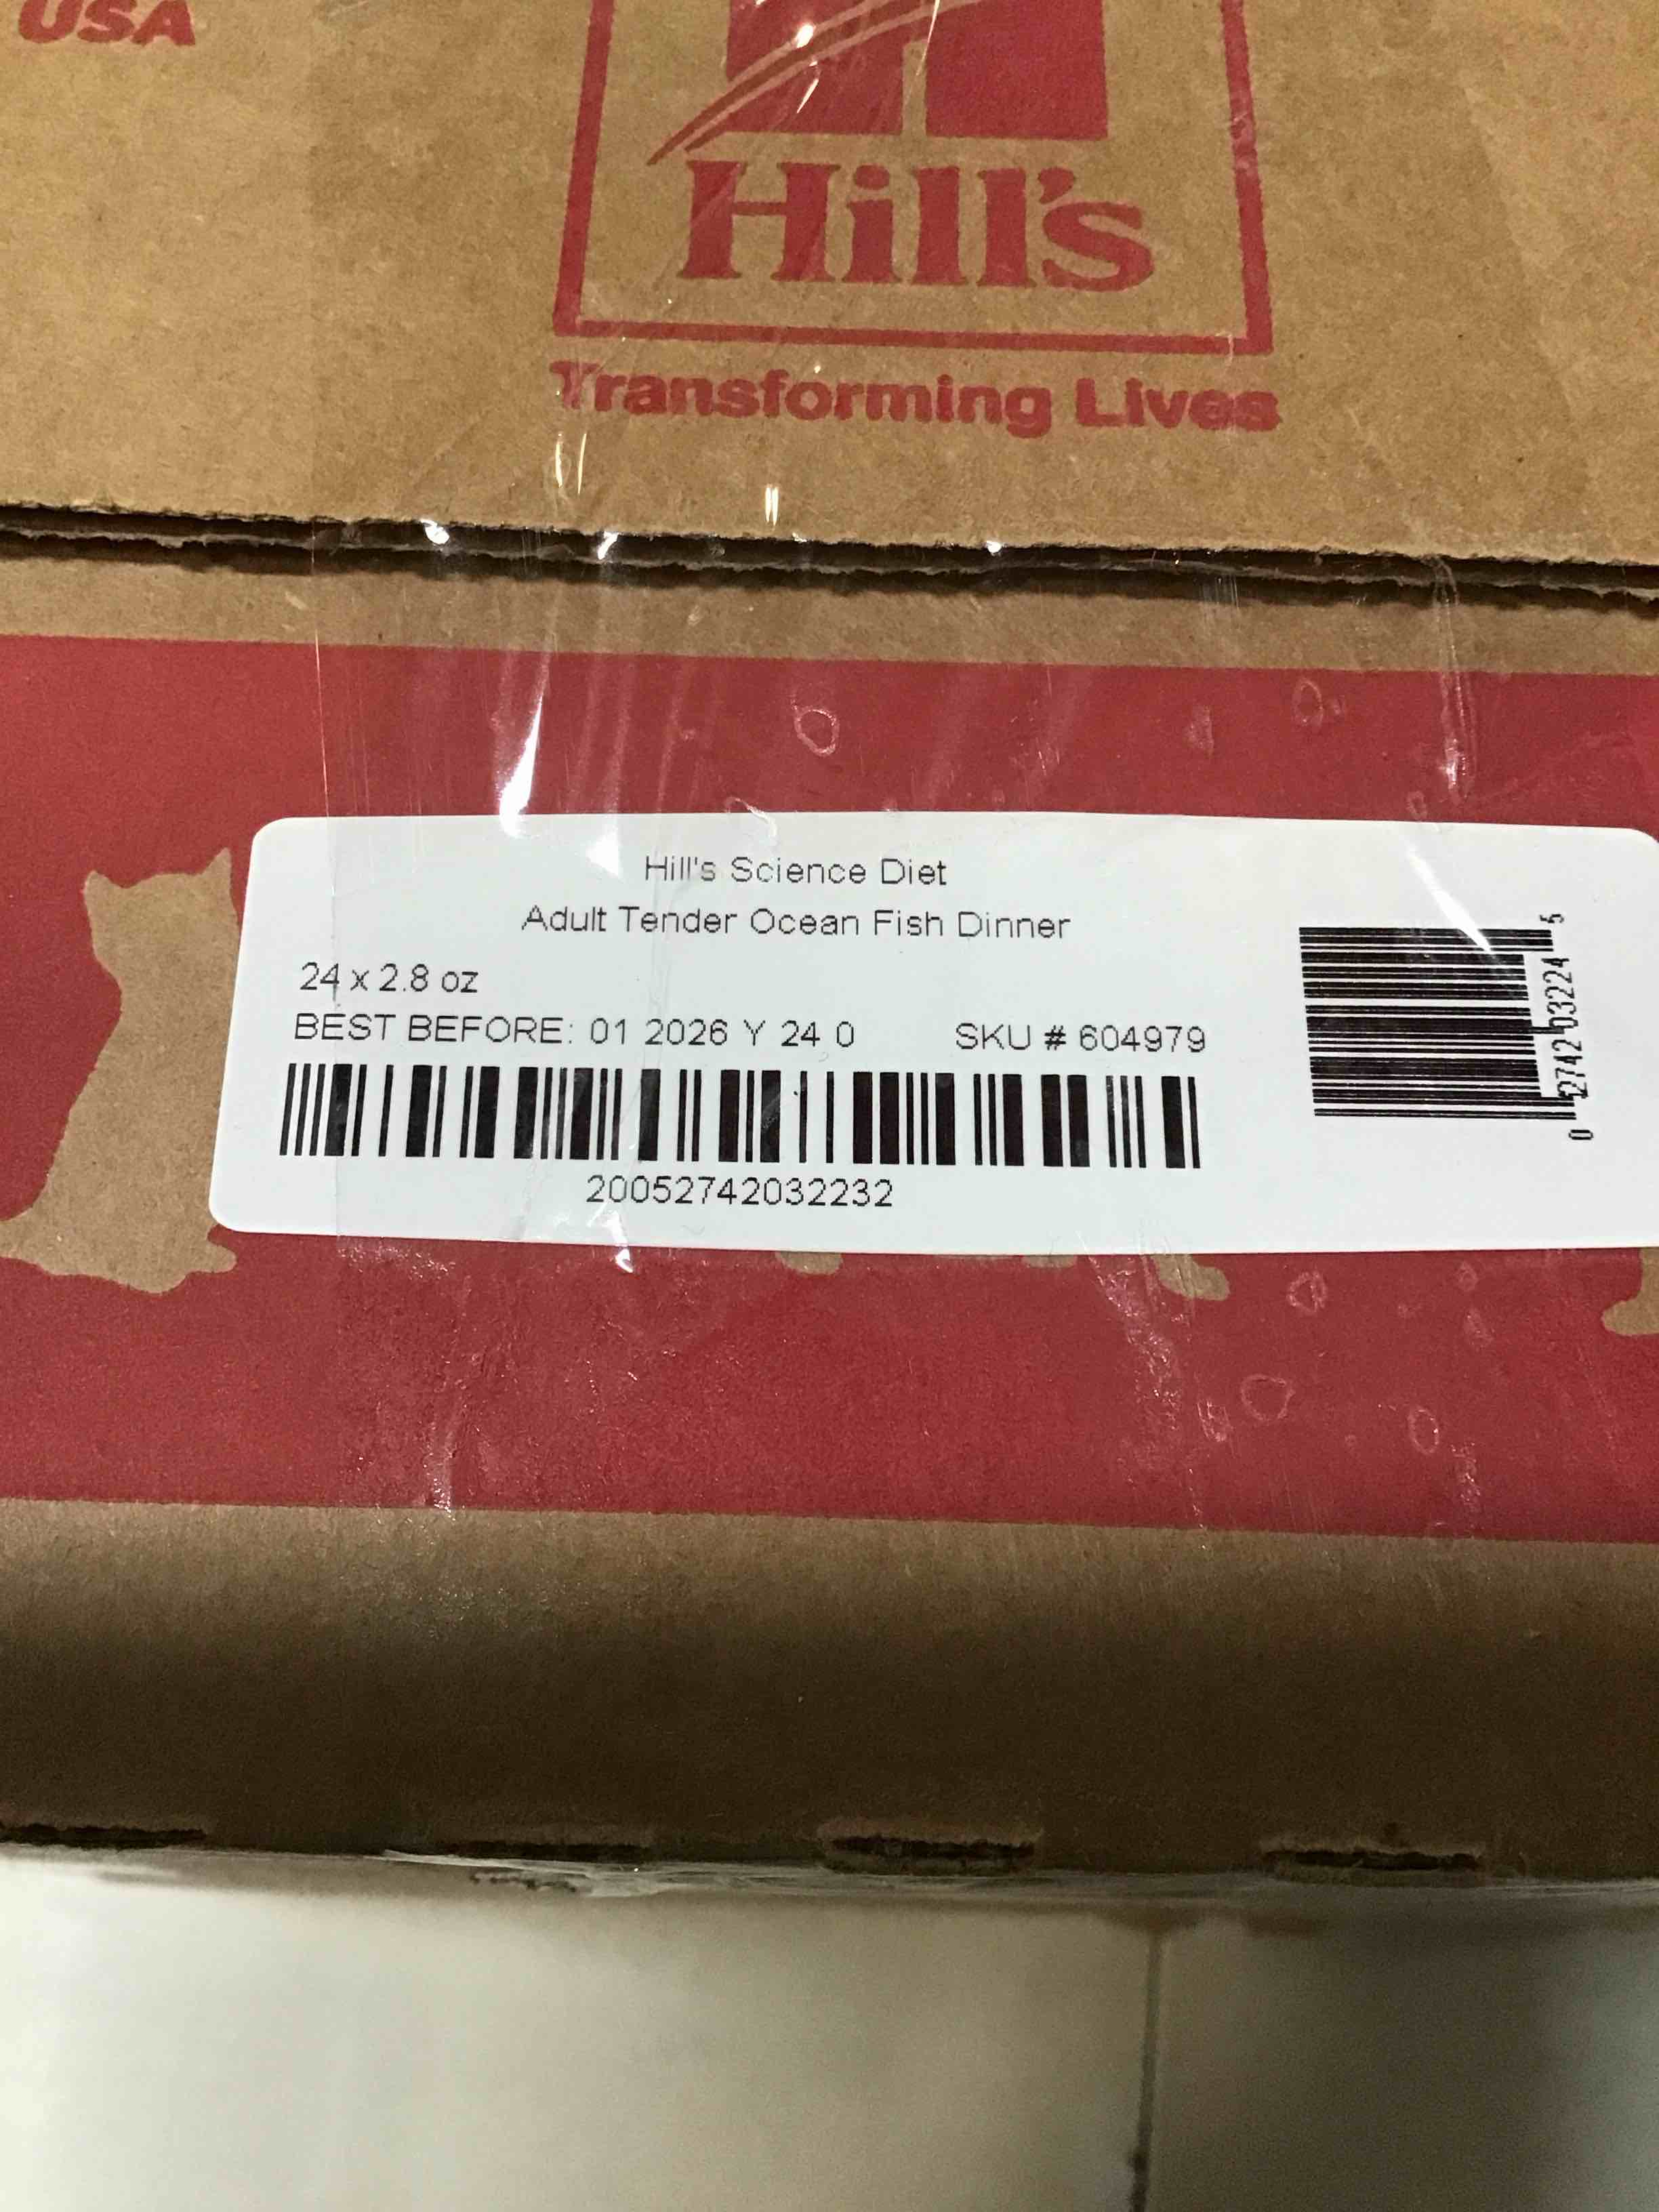 USA
Hill's
Transforming Lives
Hill's Science Diet
Adult Tender Ocean Fish Dinner
24 x 2.8 oz
BEST BEFORE: 01 2026 Y 24 0 SKU # 604979
20052742032232
0 52742 03224 5